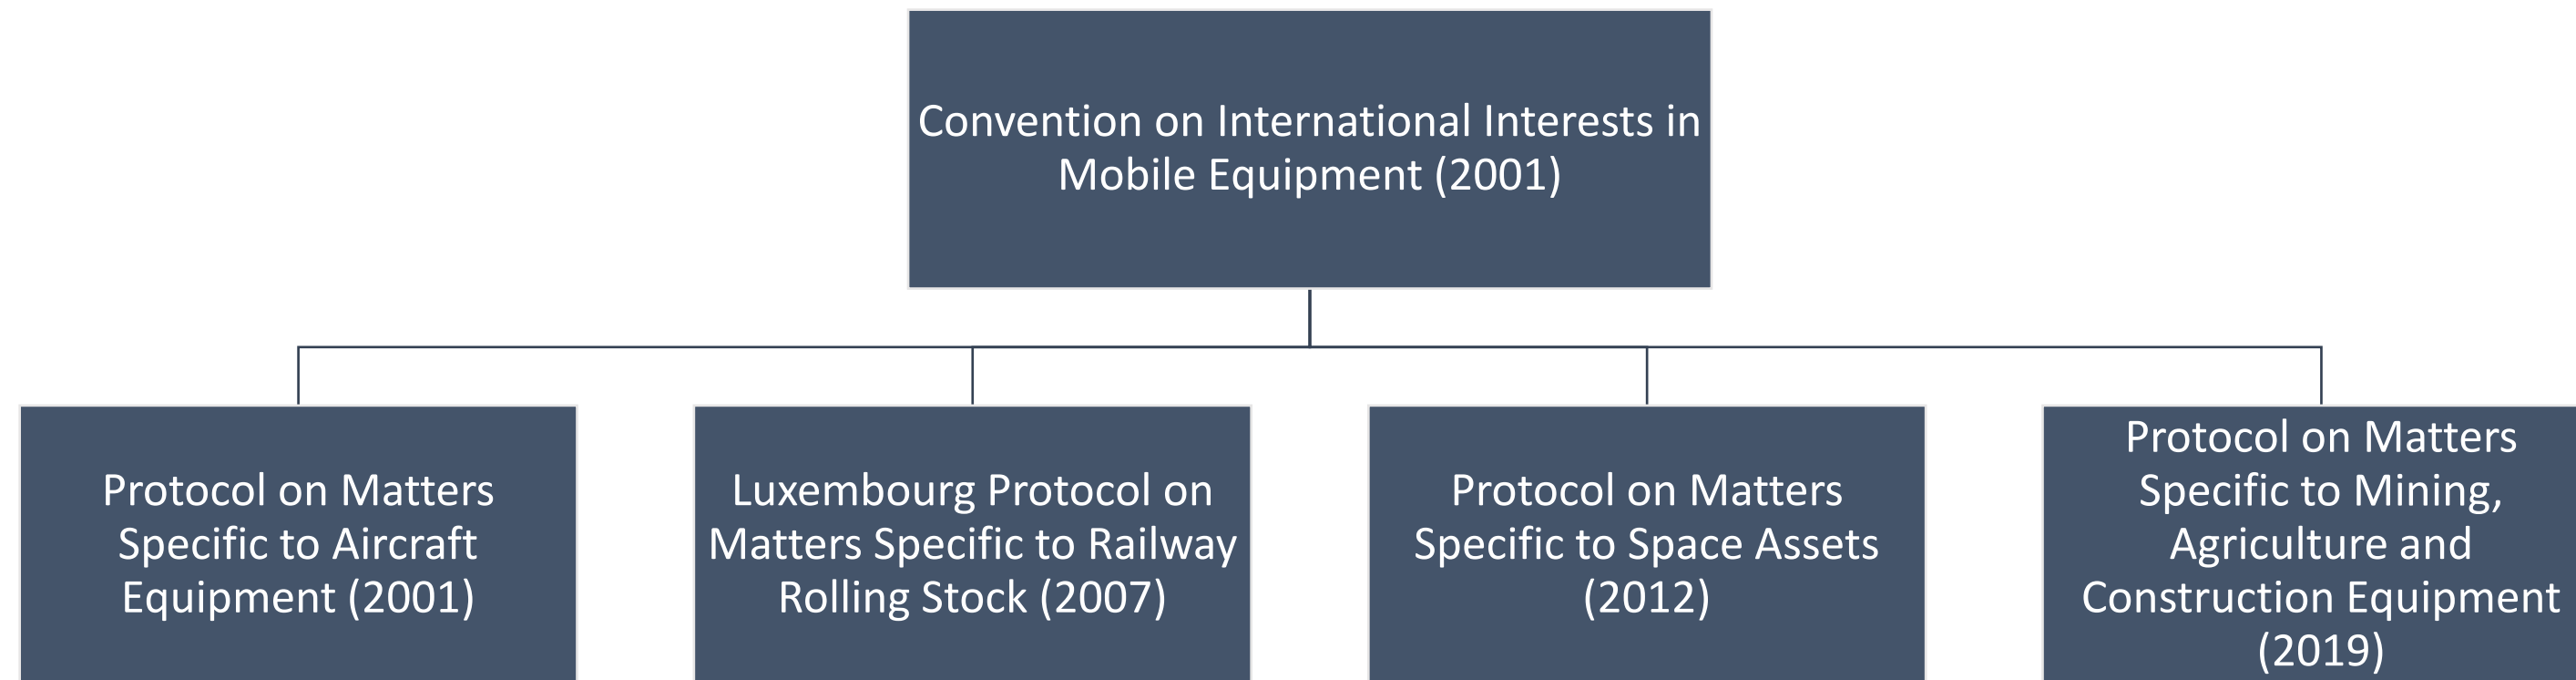 Convention on International Interests in
Mobile Equipment (2001)
Protocol on Matters
Specific to Aircraft
Equipment (2001)
Luxembourg Protocol on
Matters Specific to Railway
Rolling Stock (2007)
Protocol on Matters
Specific to Space Assets
(2012)
Protocol on Matters
Specific to Mining,
Agriculture and
Construction Equipment
(2019)